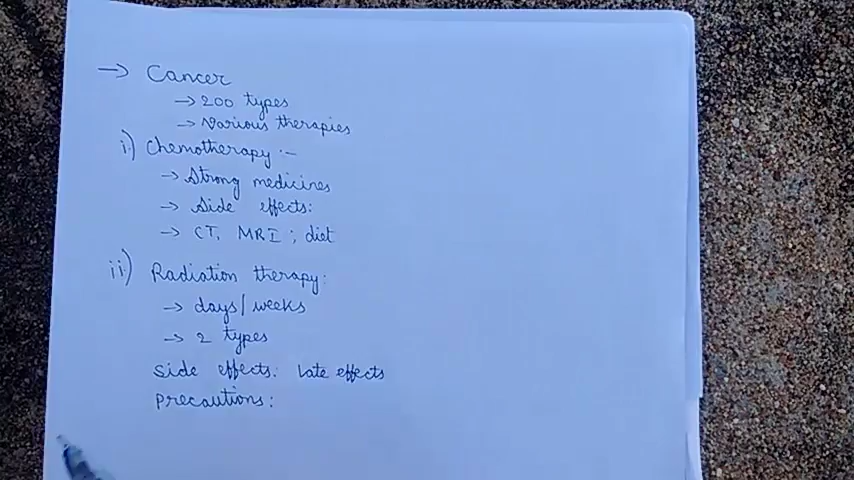 → Cancer
→ 200 types
→ Various therapies
i) Chemotherapy :-
→ Strong medicines
→ Side effects:
→ CT, MRI ; diet
ii) Radiation therapy:
→ days/weeks
→ 2 types
Side effects: Late effects
Precautions: